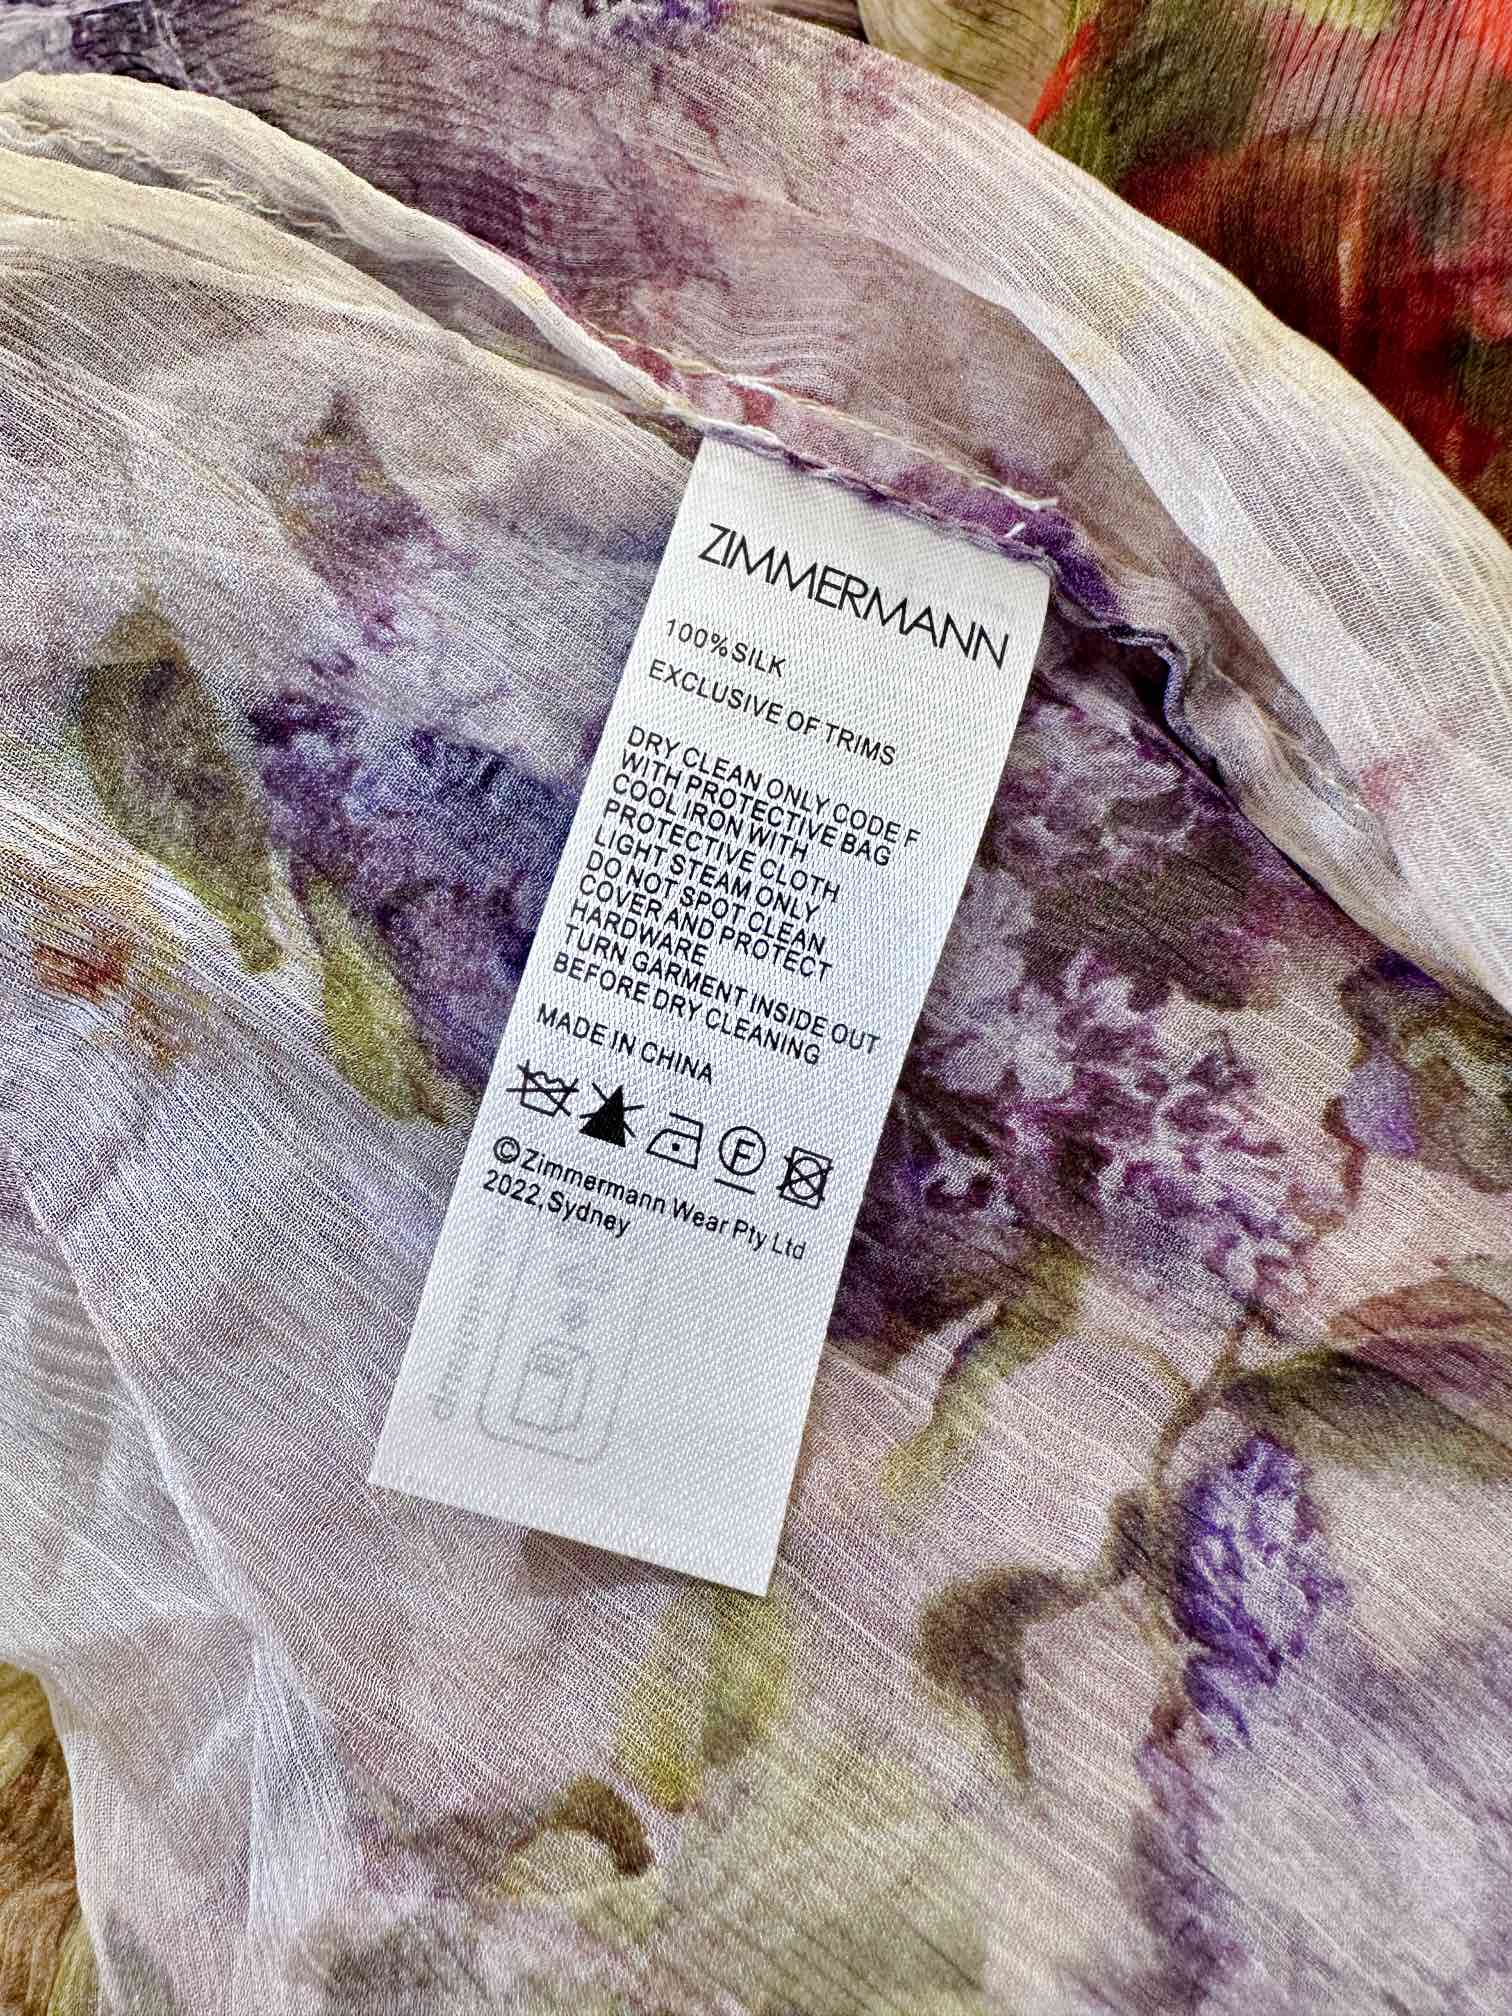 ZIMMERMANN
100%SILK
EXCLUSIVE OF TRIMS
DRY CLEAN ONLY CODE F
WITH PROTECTIVE BAG
COOL IRON WITH
PROTECTIVE CLOTH
LIGHT STEAM ONLY
DO NOT SPOT CLEAN
COVER AND PROTECT
HARDWARE
TURN GARMENT INSIDE OUT
BEFORE DRY CLEANING
MADE IN CHINA
F
©Zimmermann Wear Pty Ltd
2022,Sydney